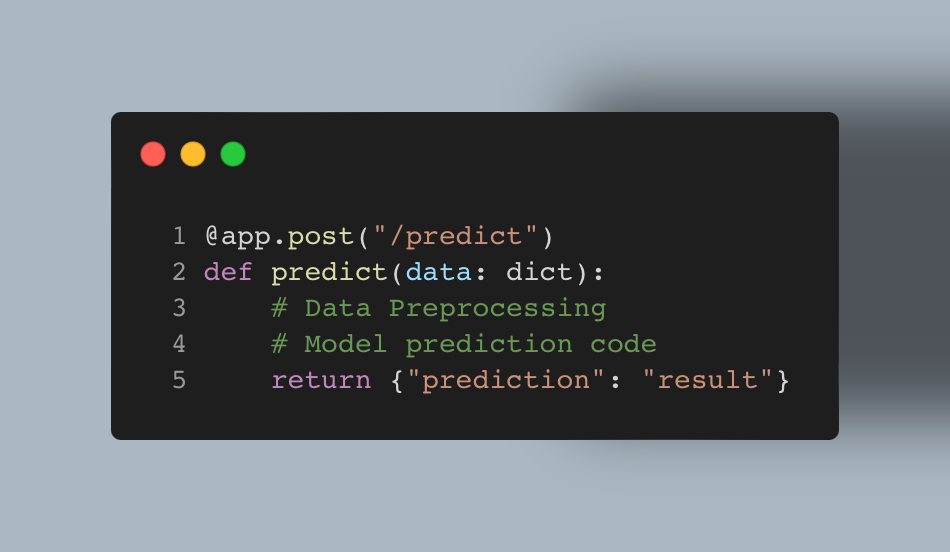 1 @app.post("/predict")
2 def predict(data: dict):
3     # Data Preprocessing
4     # Model prediction code
5     return {"prediction": "result"}